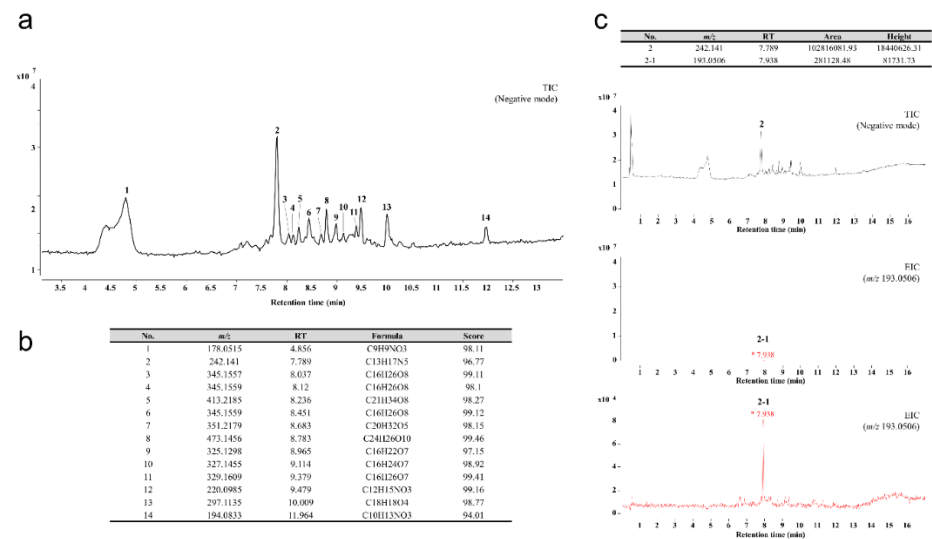 a
x10 7
TIC
(Negative mode)
4
3
2
1
1
2
3
4
5
6
7
8
9
10
11
12
13
14
3.5 4 4.5 5 5.5 6 6.5 7 7.5 8 8.5 9 9.5 10 10.5 11 11.5 12 12.5 13
Retention time (min)
b
No. m/z RT Formula Score
1 178.0515 4.856 C9H9NO3 98.11
2 242.141 7.789 C13H17N5 96.77
3 345.1557 8.037 C16H26O8 99.11
4 345.1559 8.12 C16H26O8 98.1
5 413.2185 8.236 C21H34O8 98.27
6 345.1559 8.451 C16H26O8 99.12
7 351.2179 8.683 C20H32O5 98.15
8 473.1456 8.783 C24H26O10 99.46
9 325.1298 8.965 C16H22O7 97.15
10 327.1455 9.114 C16H24O7 98.92
11 329.1609 9.379 C16H26O7 99.41
12 220.0985 9.479 C12H15NO3 99.16
13 297.1135 10.009 C18H18O4 98.77
14 194.0833 11.964 C10H13NO3 94.01
c
No. m/z RT Area Height
2 242.141 7.789 102816081.93 18440626.31
2-1 193.0506 7.938 281128.48 81731.73
x10 7
TIC
(Negative mode)
2
4
3
2
1
0
1 2 3 4 5 6 7 8 9 10 11 12 13 14 15 16
Retention time (min)
x10 7
EIC
(m/z 193.0506)
2-1
* 7.938
4
3
2
1
0
1 2 3 4 5 6 7 8 9 10 11 12 13 14 15 16
Retention time (min)
x10 4
2-1
* 7.938
EIC
(m/z 193.0506)
8
6
4
2
0
1 2 3 4 5 6 7 8 9 10 11 12 13 14 15 16
Retention time (min)